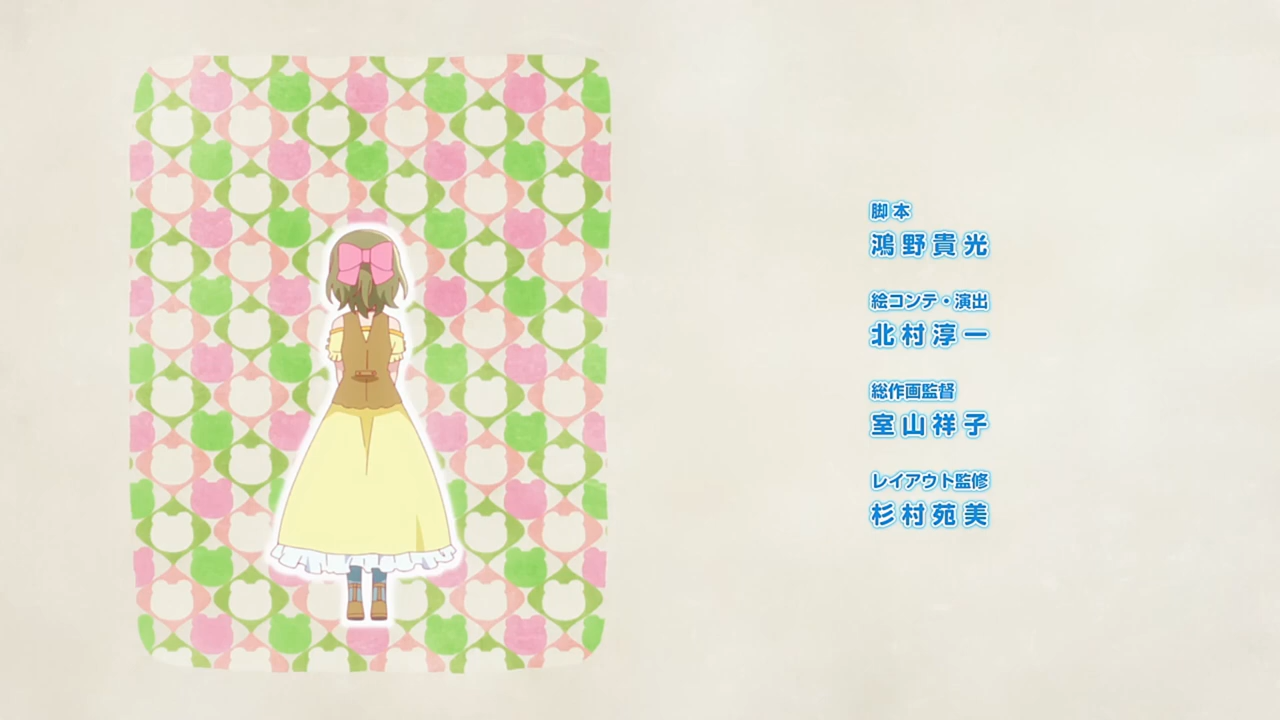 脚本
鴻野貴光
絵コンテ・演出
北村淳一
総作画監督
室山祥子
レイアウト監修
杉村苑美